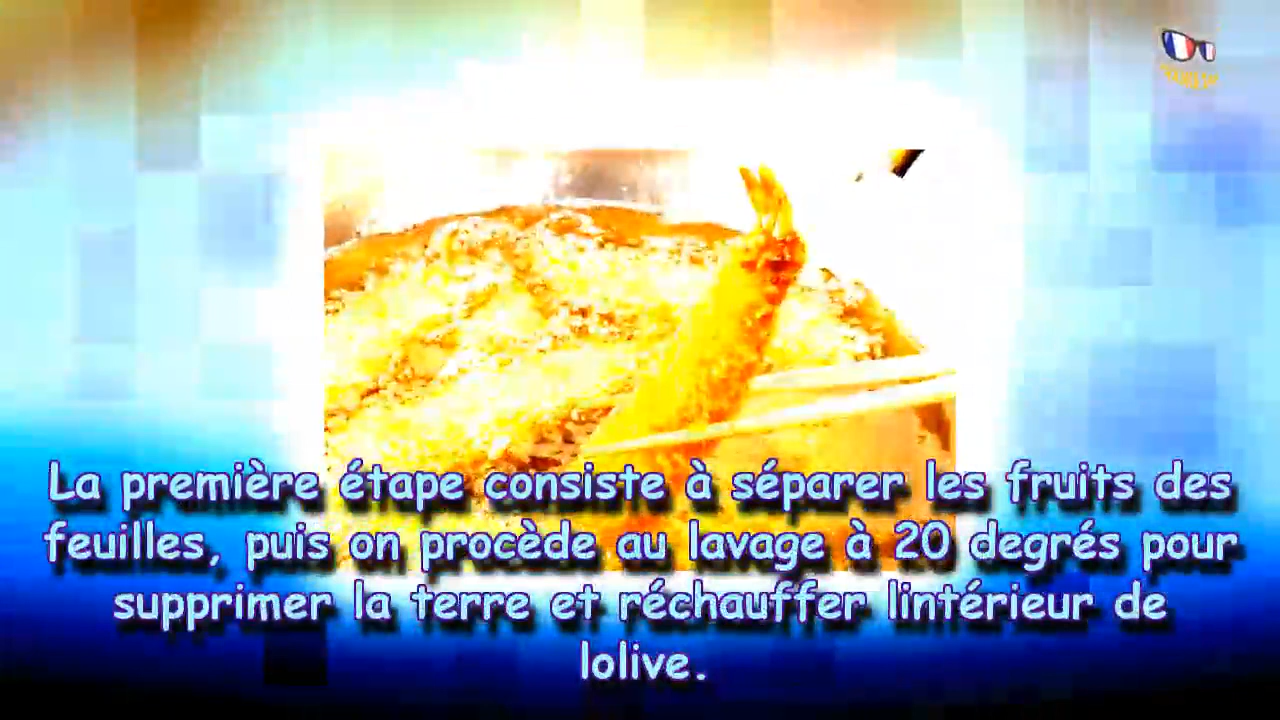 La première étape consiste à séparer les fruits des
feuilles, puis on procède au lavage à 20 degrés pour
supprimer la terre et réchauffer lintérieur de
lolive.